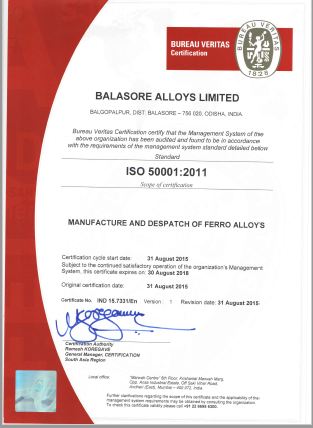 BUREAU VERITAS
Certification
BUREAU VERITAS
1828
BALASORE ALLOYS LIMITED
BALGOPALPUR, DIST: BALASORE – 756 020, ODISHA, INDIA
Bureau Veritas Certification certify that the Management System of the
above organization has been audited and found to be in accordance
with the requirements of the management system standard detailed below
Standard
ISO 50001:2011
Scope of certification
MANUFACTURE AND DESPATCH OF FERRO ALLOYS
Certification cycle start date: 31 August 2015
Subject to the continued satisfactory operation of the organization's Management
System, this certificate expires on: 30 August 2018
Original certification date: 31 August 2015
Certificate No. IND 15.7331/En Version : 1 Revision date: 31 August 2015
Certification Authority
Ramesh KOREGAVE
General Manager, CERTIFICATION
South Asia Region
Local office: "Marwah Centre" 6th Floor, Krishanlal Marwah Marg,
Opp. Ansa Industrial Estate, Off Saki Vihar Road,
Andheri (East), Mumbai – 400 072, India
Further clarifications regarding the scope of this certificate and the applicability of the
management system requirements may be obtained by consulting the organization.
To check this certificate validity please call +91 22 6695 6300.